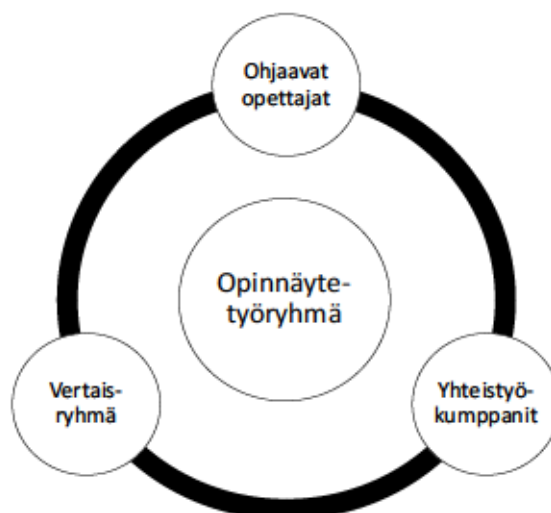 Ohjaavat
opettajat
Opinnäyte-
työryhmä
Vertais-
ryhmä
Yhteistyö-
kumppanit